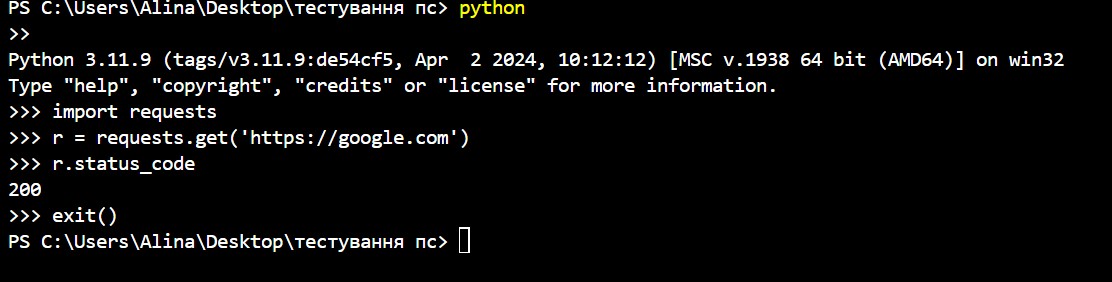 PS C:\Users\Alina\Desktop\тестування пс> python
>>
Python 3.11.9 (tags/v3.11.9:de54cf5, Apr  2 2024, 10:12:12) [MSC v.1938 64 bit (AMD64)] on win32
Type "help", "copyright", "credits" or "license" for more information.
>>> import requests
>>> r = requests.get('https://google.com')
>>> r.status_code
200
>>> exit()
PS C:\Users\Alina\Desktop\тестування пс>